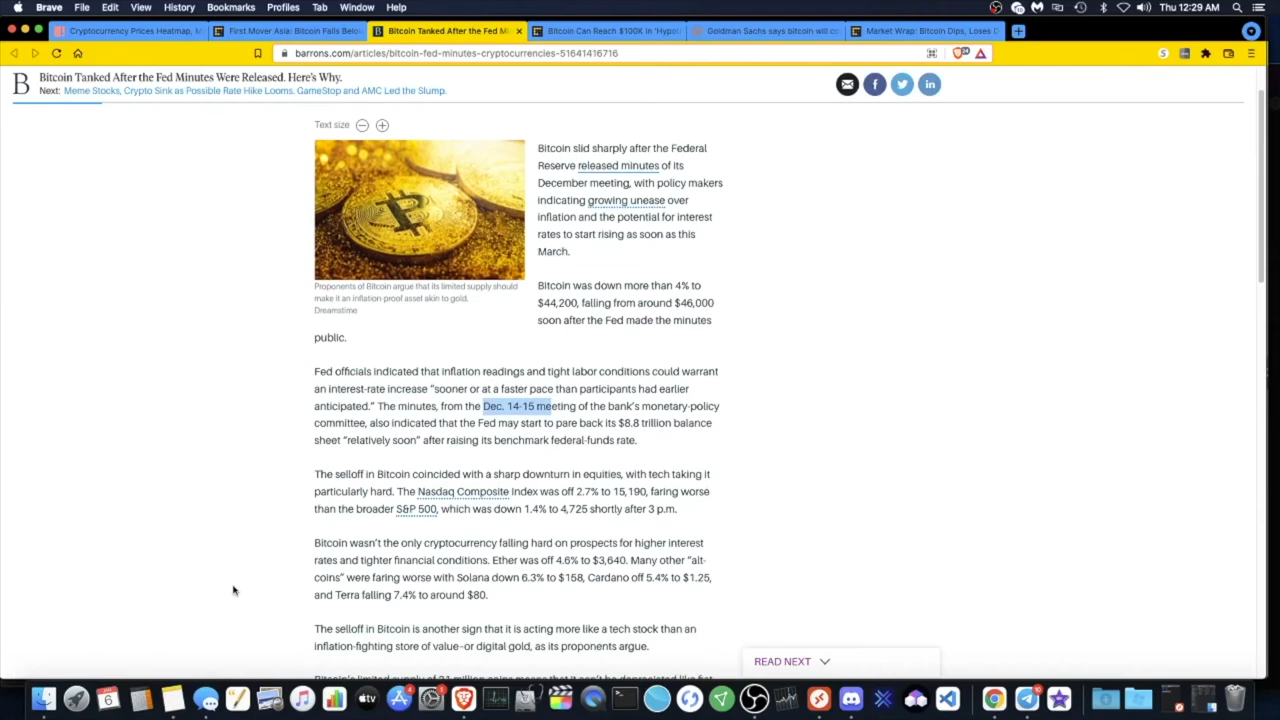 Brave File Edit View History Bookmarks Profiles Tab Window Help Thu 12:29 AM
Cryptocurrency Prices Heatmap, M
First Mover Asia: Bitcoin Falls Below
Bitcoin Tanked After the Fed Mi
Bitcoin Can Reach $100K in 'Hypot
Goldman Sachs says bitcoin will co
Market Wrap: Bitcoin Dips, Loses D
barrons.com/articles/bitcoin-fed-minutes-cryptocurrencies-51641416716
B Bitcoin Tanked After the Fed Minutes Were Released. Here's Why.
Next: Meme Stocks, Crypto Sink as Possible Rate Hike Looms. GameStop and AMC Led the Slump.
Text size
Bitcoin slid sharply after the Federal
Reserve released minutes of its
December meeting, with policy makers
indicating growing unease over
inflation and the potential for interest
rates to start rising as soon as this
March.
Proponents of Bitcoin argue that its limited supply should
make it an inflation-proof asset akin to gold.
Dreamstime
Bitcoin was down more than 4% to
$44,200, falling from around $46,000
soon after the Fed made the minutes
public.
Fed officials indicated that inflation readings and tight labor conditions could warrant
an interest-rate increase “sooner or at a faster pace than participants had earlier
anticipated.” The minutes, from the Dec. 14-15 meeting of the bank's monetary-policy
committee, also indicated that the Fed may start to pare back its $8.8 trillion balance
sheet “relatively soon” after raising its benchmark federal-funds rate.
The selloff in Bitcoin coincided with a sharp downturn in equities, with tech taking it
particularly hard. The Nasdaq Composite Index was off 2.7% to 15,190, faring worse
than the broader S&P 500, which was down 1.4% to 4,725 shortly after 3 p.m.
Bitcoin wasn't the only cryptocurrency falling hard on prospects for higher interest
rates and tighter financial conditions. Ether was off 4.6% to $3,640. Many other “alt-
coins” were faring worse with Solana down 6.3% to $158, Cardano off 5.4% to $1.25,
and Terra falling 7.4% to around $80.
The selloff in Bitcoin is another sign that it is acting more like a tech stock than an
inflation-fighting store of value–or digital gold, as its proponents argue.
READ NEXT